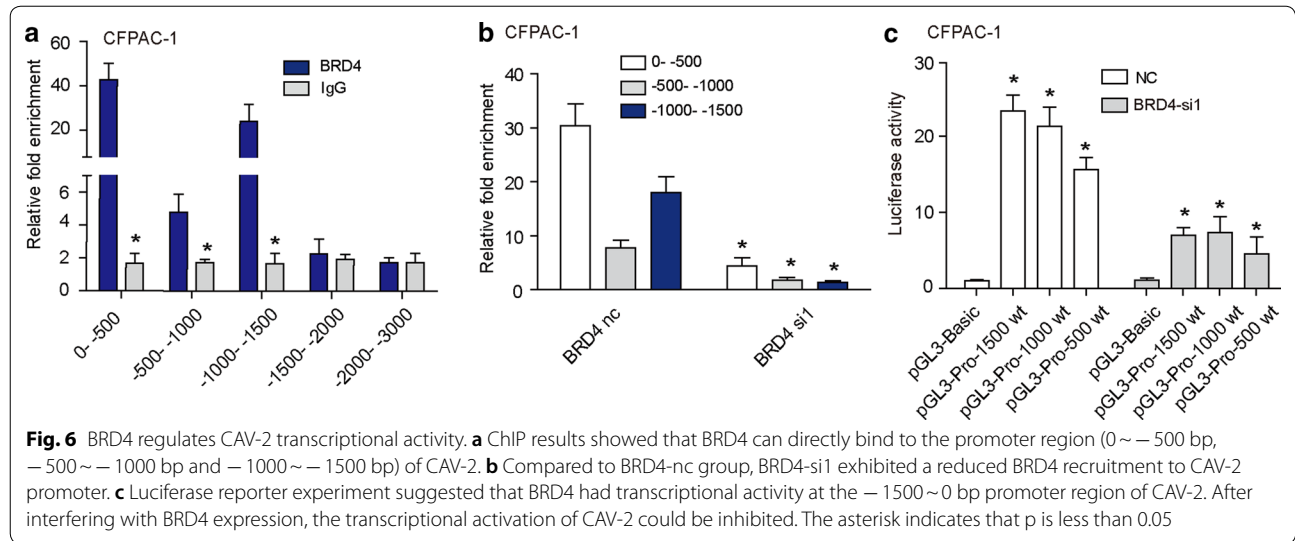 a
CFPAC-1
Relative fold enrichment
60
40
20
6
4
2
0
BRD4
IgG
*
*
*
0- -500
-500- -1000
-1000- -1500
-1500- -2000
-2000- -3000
b
CFPAC-1
Relative fold enrichment
40
30
20
10
0
0- -500
-500- -1000
-1000- -1500
*
*
*
BRD4 nc
BRD4 si1
c
CFPAC-1
Luciferase activity
30
20
10
0
NC
BRD4-si1
*
*
*
*
*
*
pGL3-Basic
pGL3-Pro-1500 wt
pGL3-Pro-1000 wt
pGL3-Pro-500 wt
pGL3-Basic
pGL3-Pro-1500 wt
pGL3-Pro-1000 wt
pGL3-Pro-500 wt
Fig. 6 BRD4 regulates CAV-2 transcriptional activity. a ChIP results showed that BRD4 can directly bind to the promoter region (0 ~ − 500 bp,
− 500 ~ − 1000 bp and − 1000 ~ − 1500 bp) of CAV-2. b Compared to BRD4-nc group, BRD4-si1 exhibited a reduced BRD4 recruitment to CAV-2
promoter. c Luciferase reporter experiment suggested that BRD4 had transcriptional activity at the − 1500 ~ 0 bp promoter region of CAV-2. After
interfering with BRD4 expression, the transcriptional activation of CAV-2 could be inhibited. The asterisk indicates that p is less than 0.05